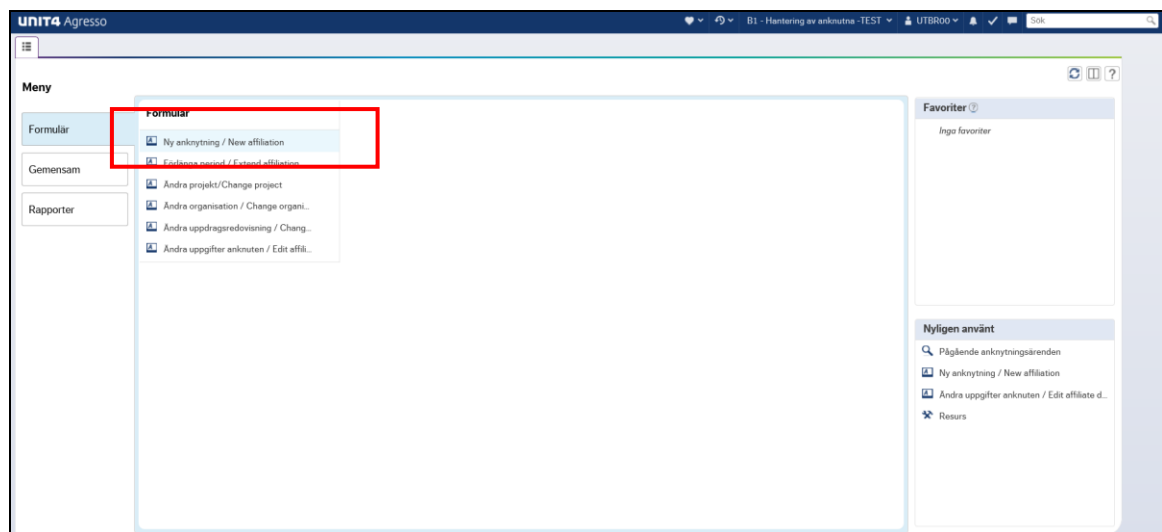 UNIT4 Agresso
B1 - Hantering av anknutna -TEST
UTBR00
Sök
Meny
Formulär
Gemensam
Rapporter
Formulär
Ny anknytning / New affiliation
Förlänga period / Extend affiliation
Ändra projekt/Change project
Ändra organisation / Change organi...
Ändra uppdragsredovisning / Chang...
Ändra uppgifter anknuten / Edit affili...
Favoriter
Inga favoriter
Nyligen använt
Pågående anknytningsärenden
Ny anknytning / New affiliation
Ändra uppgifter anknuten / Edit affiliate d...
Resurs